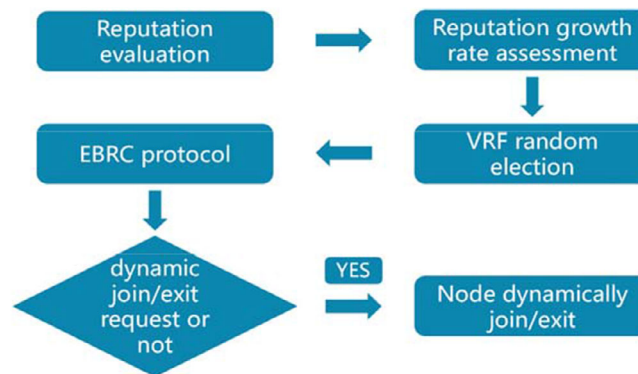 Reputation
evaluation
Reputation growth
rate assessment
VRF random
election
EBRC protocol
dynamic
join/exit
request or
not
YES
Node dynamically
join/exit